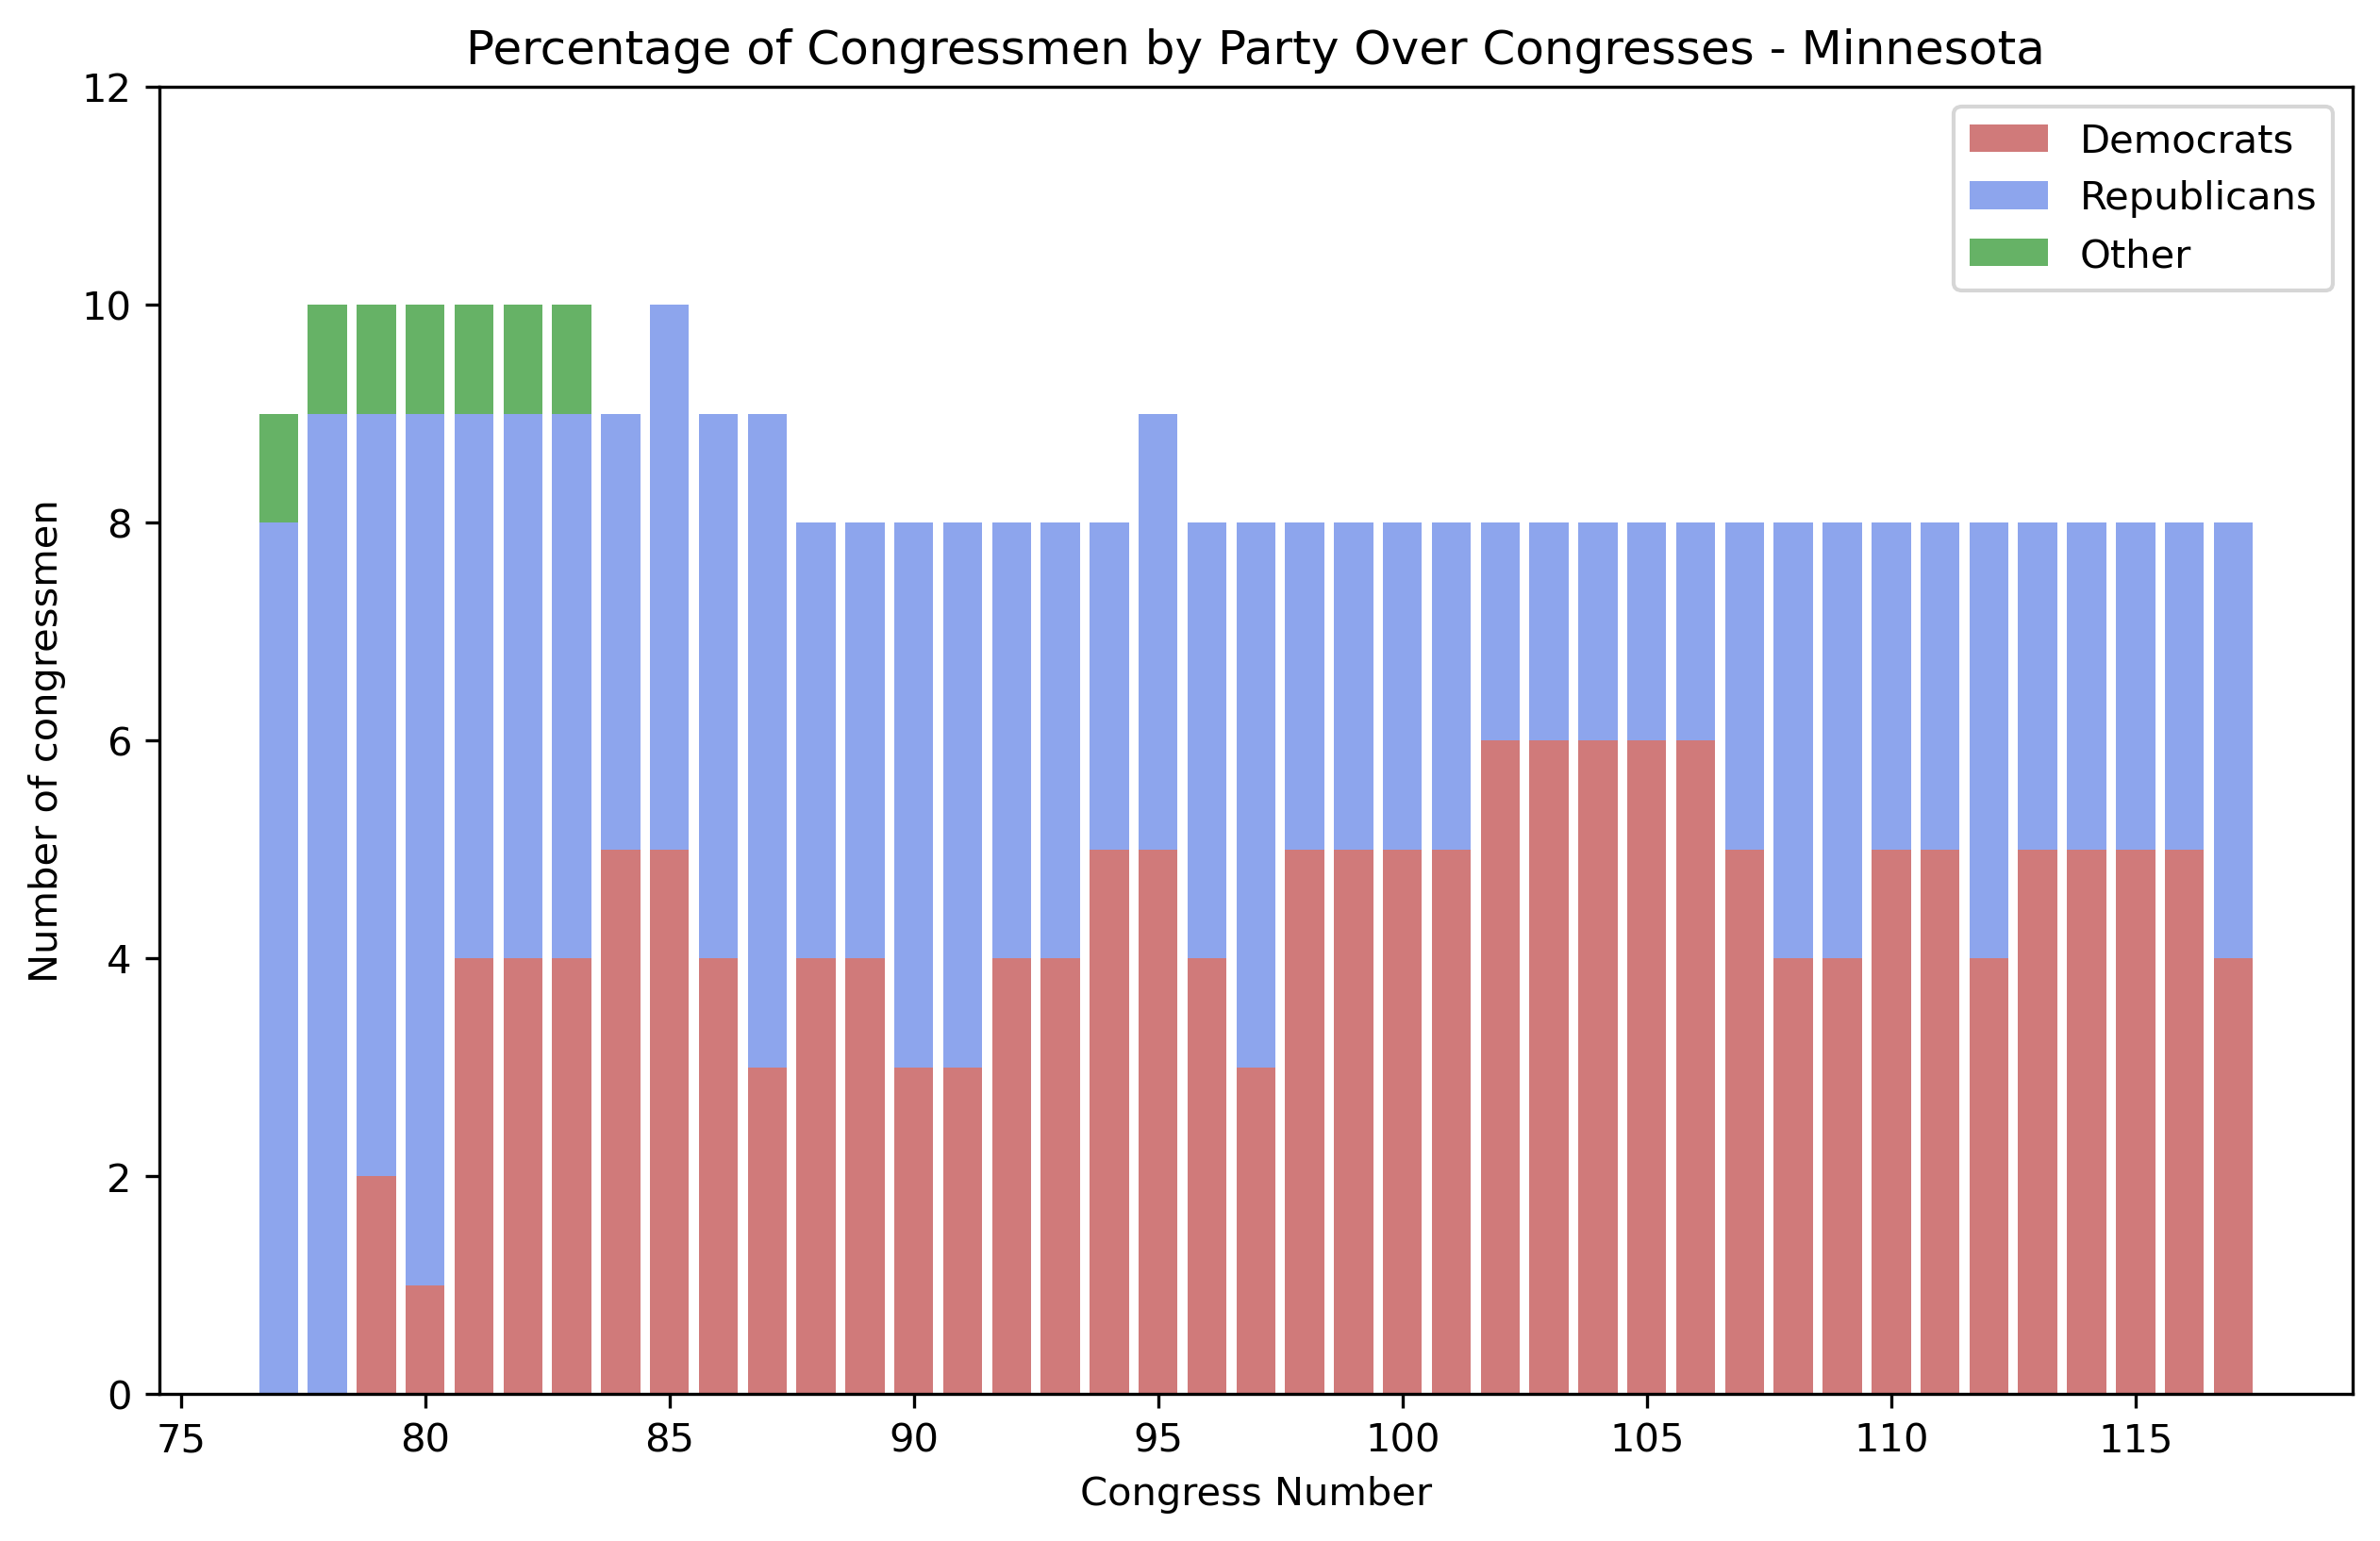 Percentage of Congressmen by Party Over Congresses - Minnesota
12
10
8
6
4
2
0
Number of congressmen
Democrats
Republicans
Other
75 80 85 90 95 100 105 110 115
Congress Number